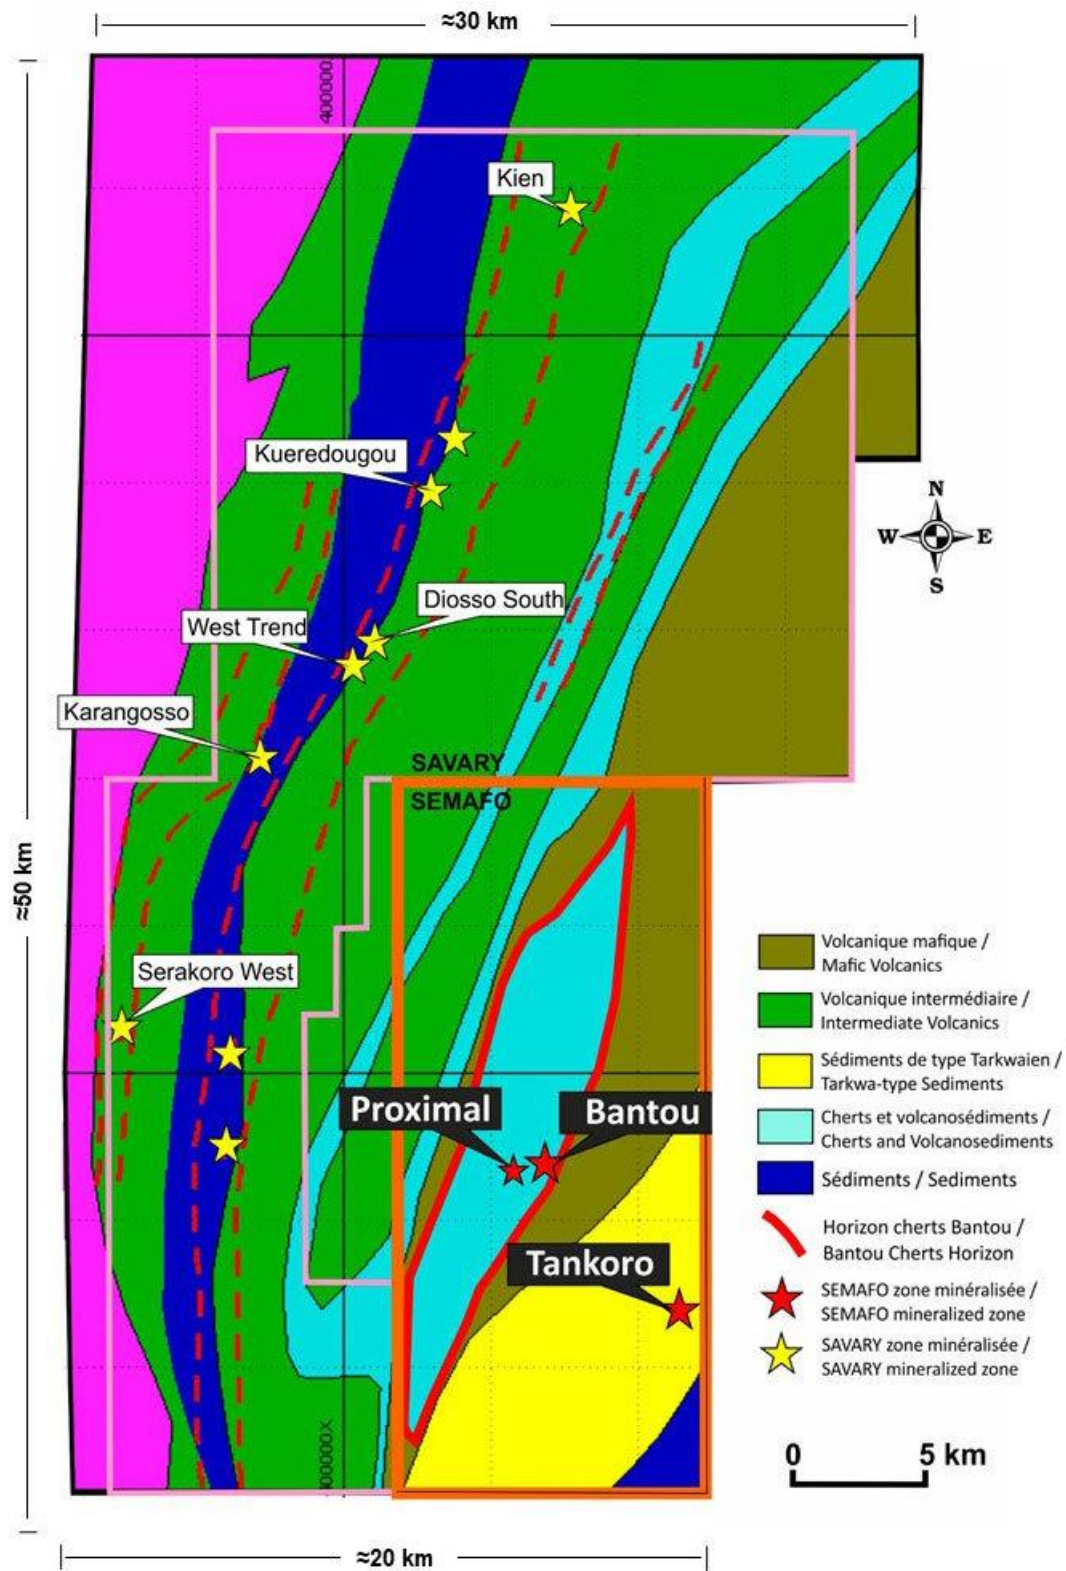 ≈30 km
400000
Kien
Kueredougou
N
W E
S
Diosso South
West Trend
Karangosso
SAVARY
SEMAFO
≈50 km
Serakoro West
Volcanique mafique /
Mafic Volcanics
Volcanique intermédiaire /
Intermediate Volcanics
Sédiments de type Tarkwaien /
Tarkwa-type Sediments
Proximal
Bantou
Cherts et volcanosédiments /
Cherts and Volcanosediments
Sédiments / Sediments
Horizon cherts Bantou /
Bantou Cherts Horizon
Tankoro
SEMAFO zone minéralisée /
SEMAFO mineralized zone
SAVARY zone minéralisée /
SAVARY mineralized zone
00000X
0 5 km
≈20 km